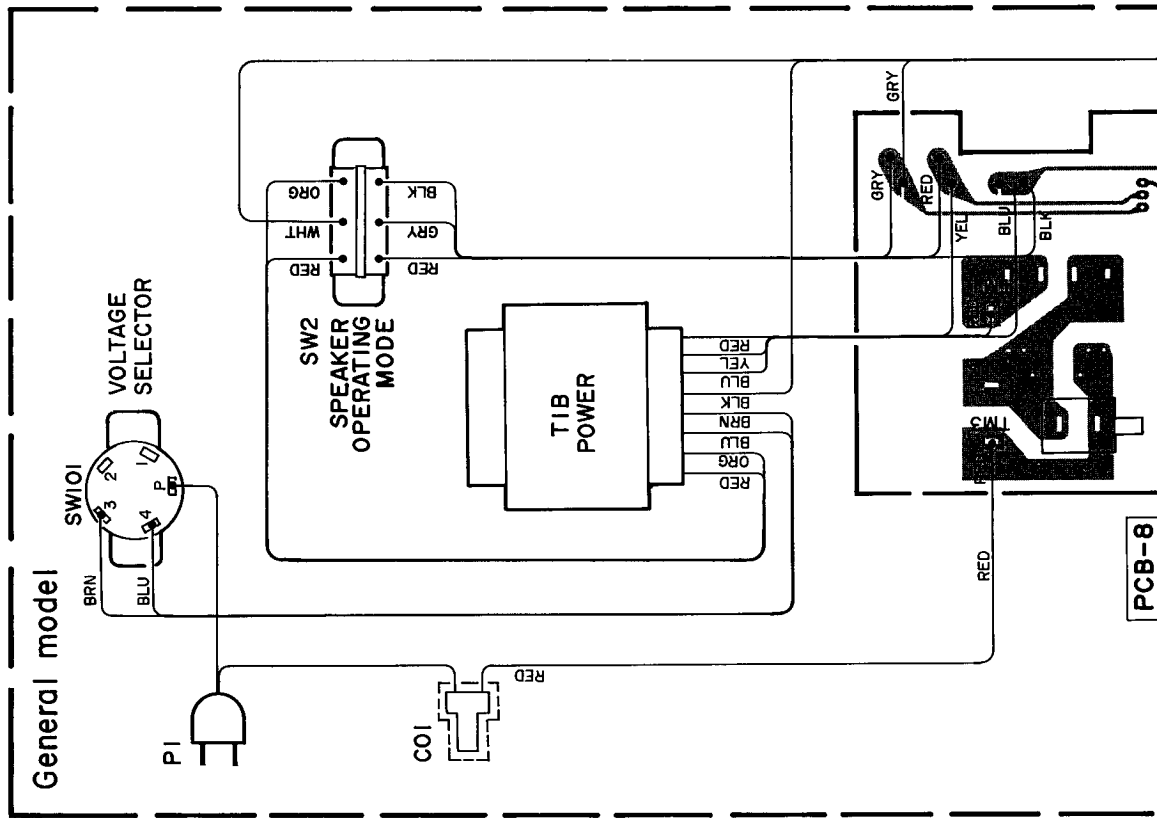 General model
P1
BRN
BLU
SW101
1
2
3
4
P
VOLTAGE
SELECTOR
SW2
SPEAKER
OPERATING
MODE
ORG
WHT
RED
BLK
GRY
RED
T1B
POWER
RED
YEL
BLU
BLK
BRN
BLU
ORG
RED
CO1
RED
RED
GRY
GRY
RED
YEL
BLU
BLK
TM3
PCB-8